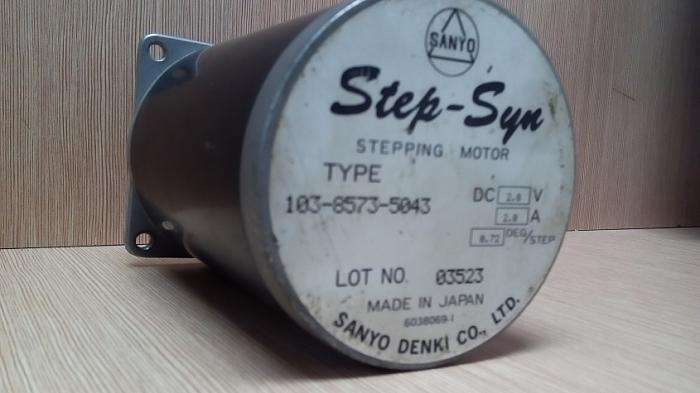 SANYO
Step-Syn
STEPPING MOTOR
TYPE
103-8573-5043
DC 2.0 V
2.0 A
0.72 DEG/STEP
LOT NO. 03523
MADE IN JAPAN
6038069-1
SANYO DENKI CO., LTD.